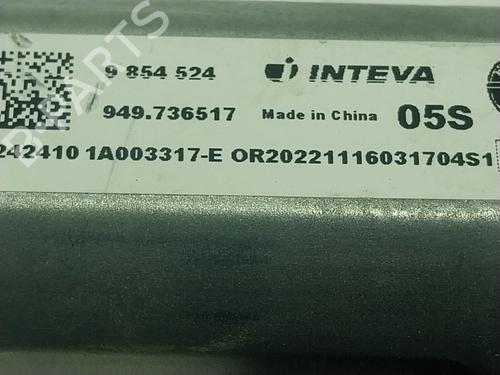 9 854 524 INTEVA
949.736517 Made in China 05S
242410 1A003317-E OR20221116031704S1